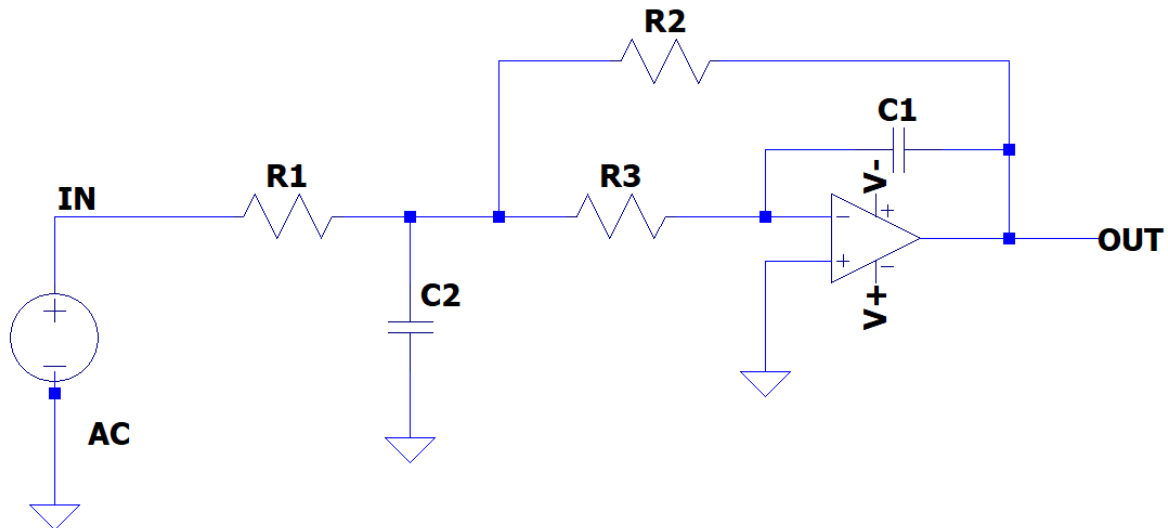 R2
C1
R1
R3
V-
IN
+
−
−
+
+
−
OUT
C2
V+
AC